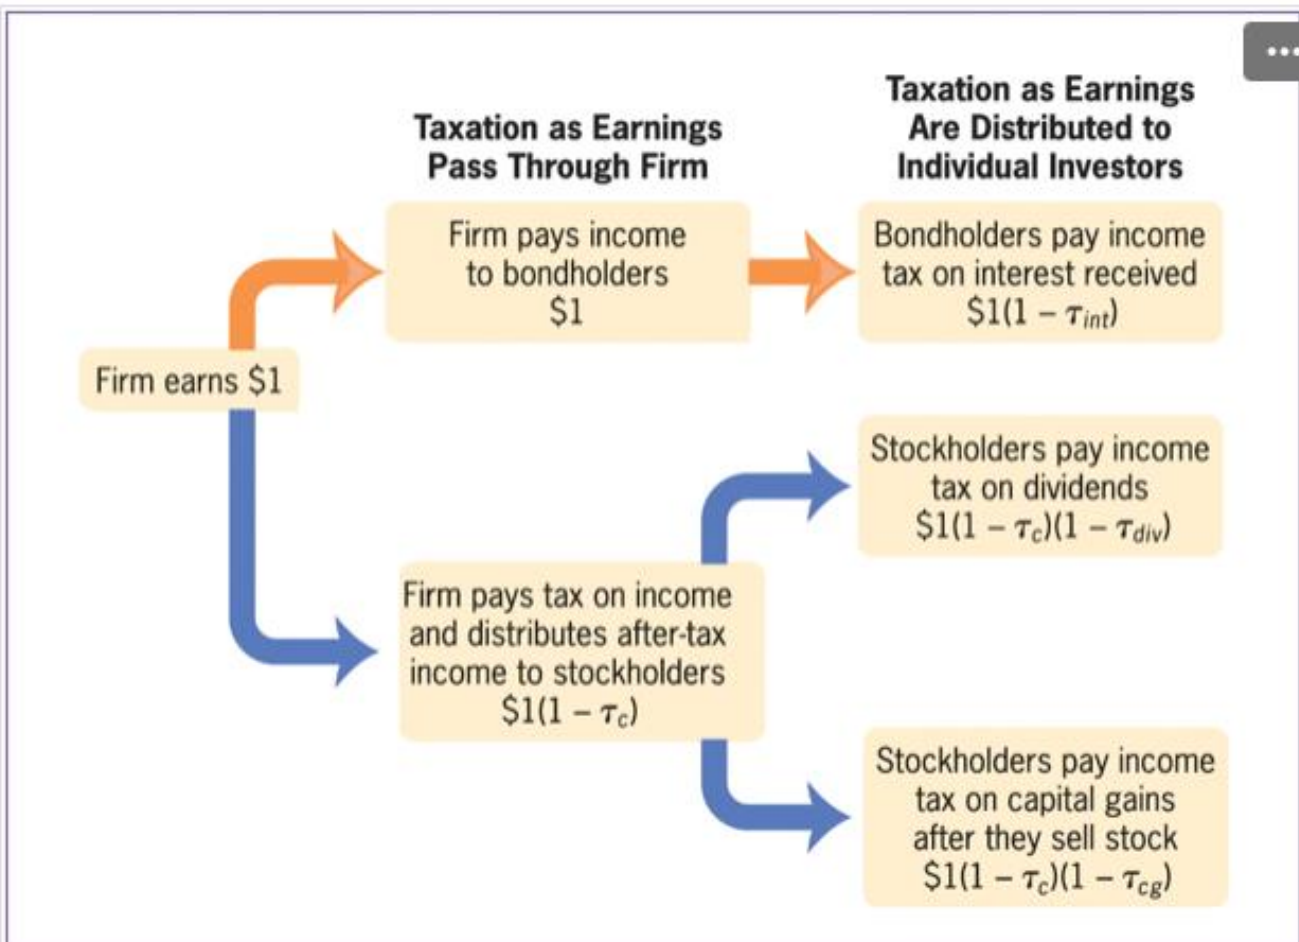 Taxation as Earnings
Pass Through Firm
Taxation as Earnings
Are Distributed to
Individual Investors
Firm earns $1
Firm pays income
to bondholders
$1
Bondholders pay income
tax on interest received
$1(1 – τint)
Firm pays tax on income
and distributes after-tax
income to stockholders
$1(1 – τc)
Stockholders pay income
tax on dividends
$1(1 – τc)(1 – τdiv)
Stockholders pay income
tax on capital gains
after they sell stock
$1(1 – τc)(1 – τcg)